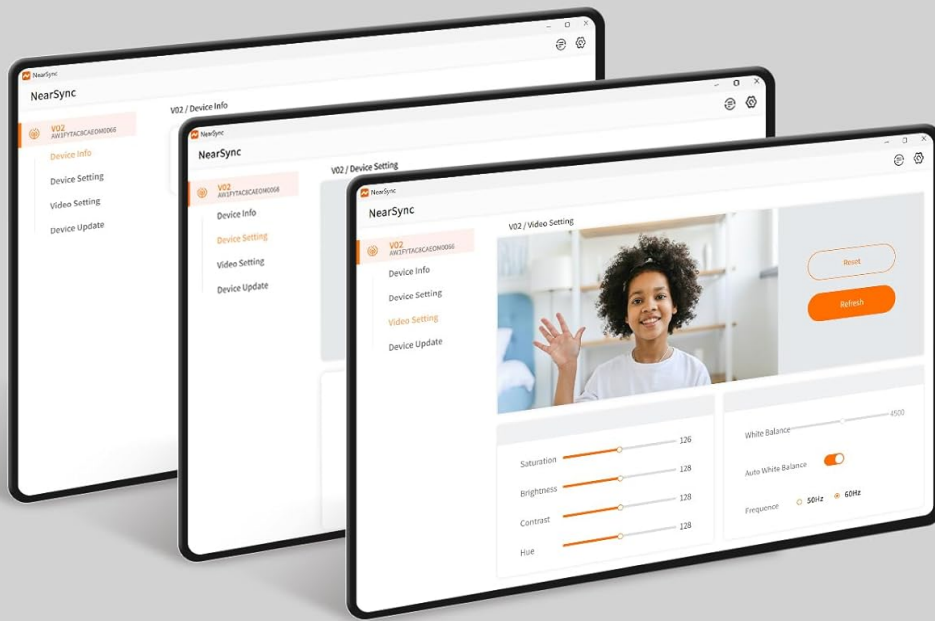 NearSync
NearSync
V02 / Device Info
V02
AW1FYTAC8CAEON0066
Device Info
Device Setting
Video Setting
Device Update
NearSync
NearSync
V02 / Device Setting
V02
AW1FYTAC8CAEON0066
Device Info
Device Setting
Video Setting
Device Update
NearSync
NearSync
V02 / Video Setting
V02
AW1FYTAC8CAEON0066
Device Info
Device Setting
Video Setting
Device Update
Reset
Refresh
Saturation 126
Brightness 128
Contrast 128
Hue 128
White Balance 4500
Auto White Balance
Frequence 50Hz 60Hz